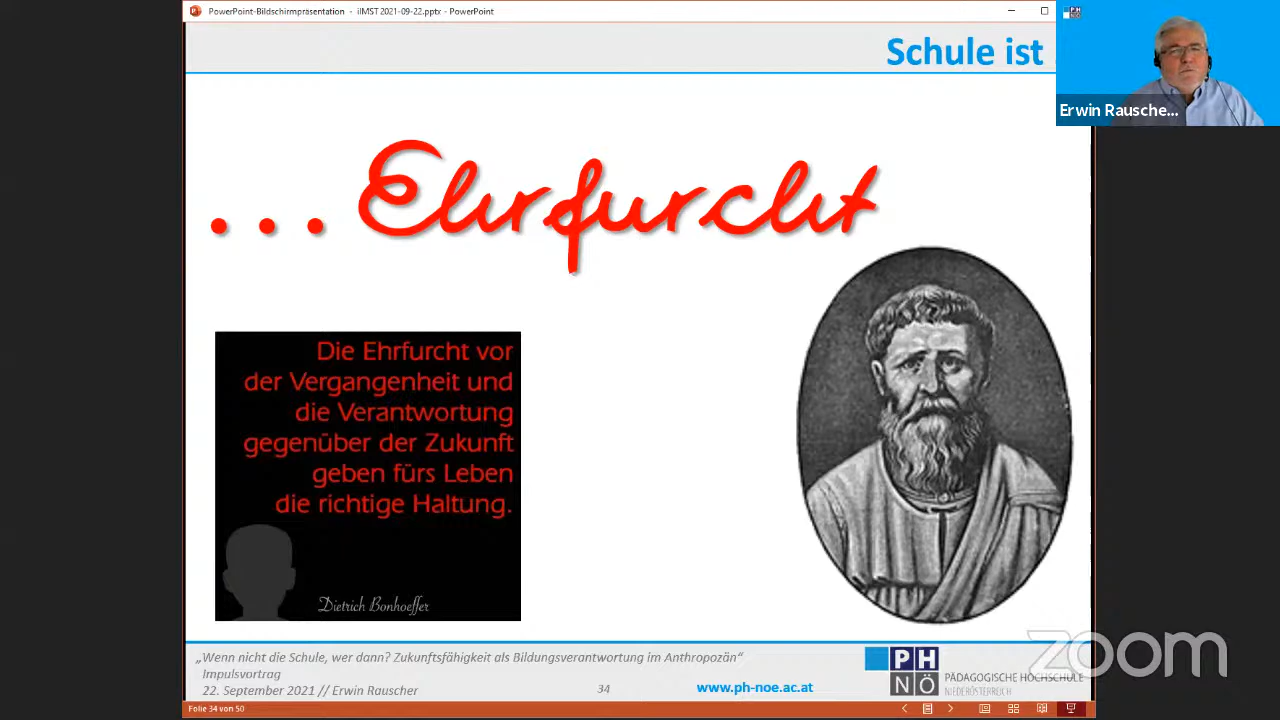 PowerPoint-Bildschirmpräsentation - iIMST2021-09-22.pptx - PowerPoint
Schule ist
PH
NÖ
Erwin Rausche...
... Ehrfurcht
Die Ehrfurcht vor
der Vergangenheit und
die Verantwortung
gegenüber der Zukunft
geben fürs Leben
die richtige Haltung.
Dietrich Bonhoeffer
„Wenn nicht die Schule, wer dann? Zukunftsfähigkeit als Bildungsverantwortung im Anthropozän“
Impulsvortrag
22. September 2021 // Erwin Rauscher
34
www.ph-noe.ac.at
PH
NÖ
PÄDAGOGISCHE HOCHSCHULE
NIEDERÖSTERREICH
zoom
Folie 34 von 50